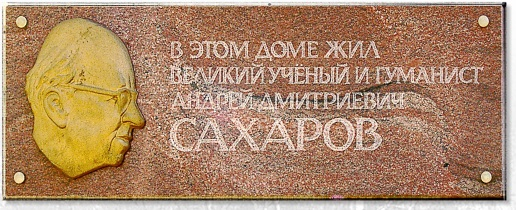 В ЭТОМ ДОМЕ ЖИЛ
ВЕЛИКИЙ УЧЁНЫЙ И ГУМАНИСТ
АНДРЕЙ ДМИТРИЕВИЧ
САХАРОВ